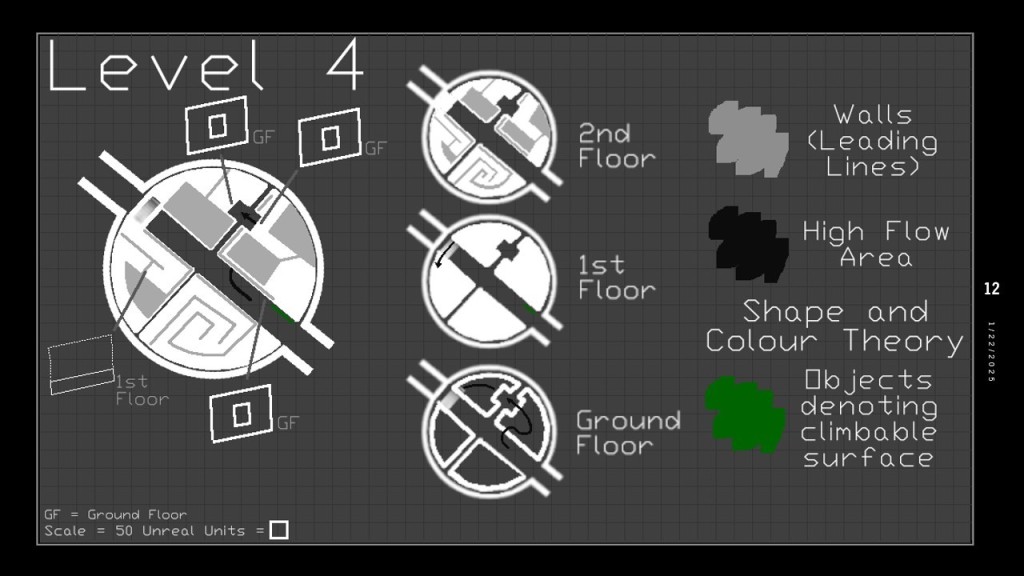 Level 4
GF
GF
1st
Floor
GF
GF = Ground Floor
Scale = 50 Unreal Units =
2nd
Floor
1st
Floor
Ground
Floor
Walls
(Leading
Lines)
High Flow
Area
Shape and
Colour Theory
Objects
denoting
climbable
surface
12
1/22/2025